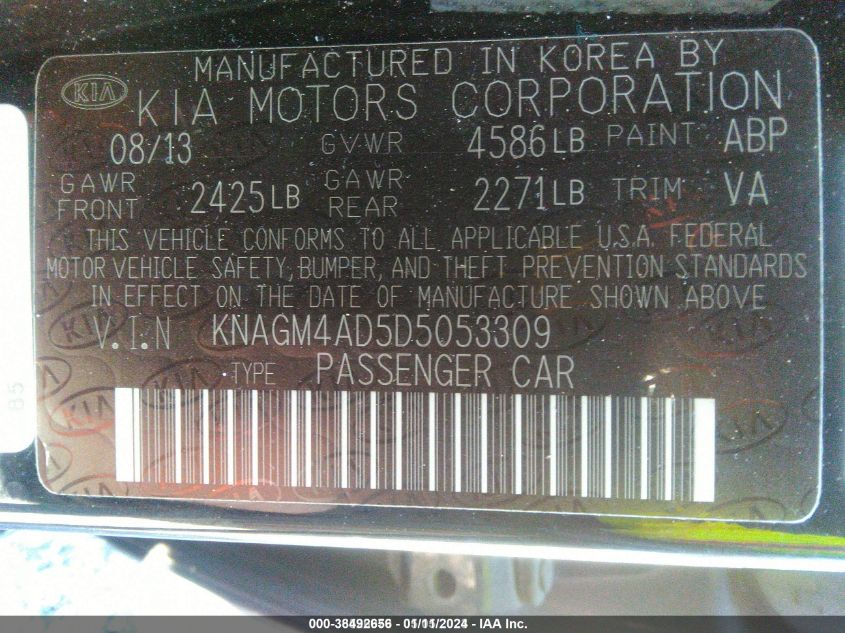 MANUFACTURED IN KOREA BY
KIA KIA MOTORS CORPORATION
08/13 GVWR 4586LB PAINT ABP
GAWR FRONT 2425LB GAWR REAR 2271LB TRIM VA
THIS VEHICLE CONFORMS TO ALL APPLICABLE U.S.A. FEDERAL
MOTOR VEHICLE SAFETY, BUMPER, AND THEFT PREVENTION STANDARDS
IN EFFECT ON THE DATE OF MANUFACTURE SHOWN ABOVE
V.I.N KNAGM4AD5D5053309
TYPE PASSENGER CAR
000-38492656 - 01/11/2024 - IAA Inc.